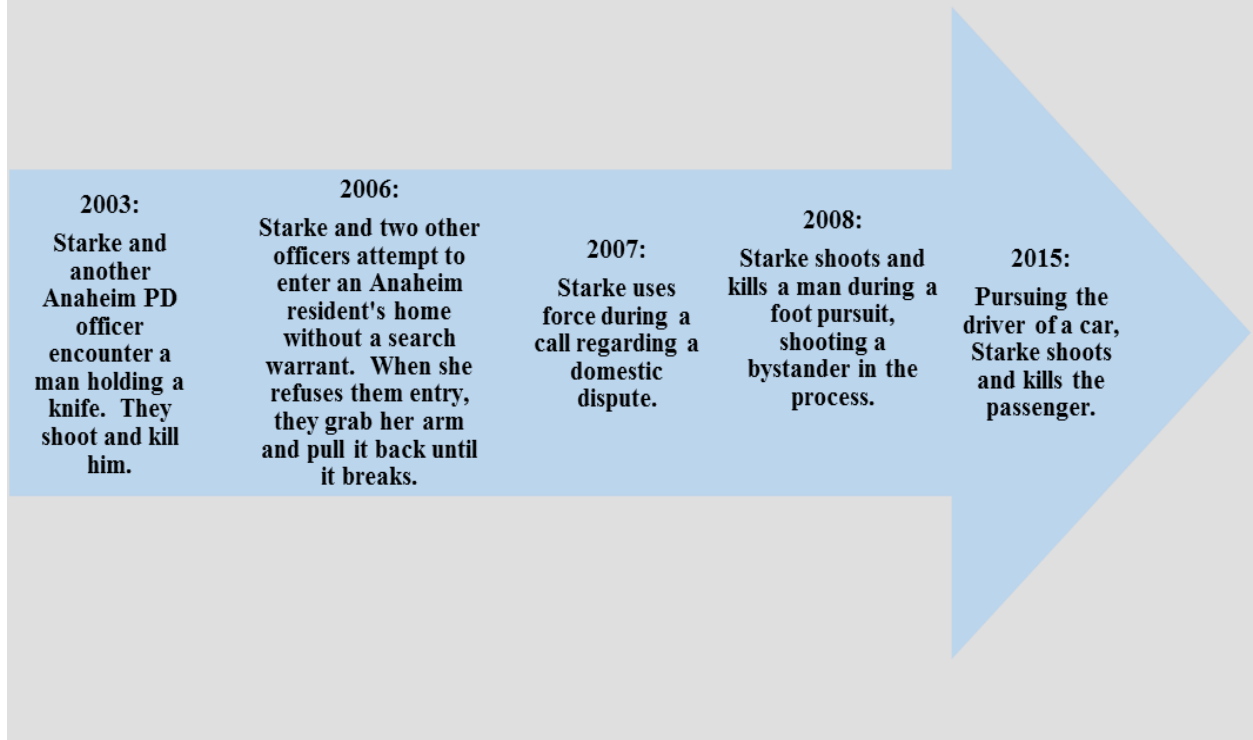 2003:
Starke and
another
Anaheim PD
officer
encounter a
man holding a
knife.  They
shoot and kill
him.
2006:
Starke and two other
officers attempt to
enter an Anaheim
resident's home
without a search
warrant.  When she
refuses them entry,
they grab her arm
and pull it back until
it breaks.
2007:
Starke uses
force during a
call regarding a
domestic
dispute.
2008:
Starke shoots and
kills a man during a
foot pursuit,
shooting a
bystander in the
process.
2015:
Pursuing the
driver of a car,
Starke shoots
and kills the
passenger.